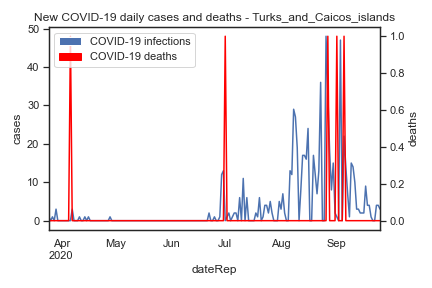 New COVID-19 daily cases and deaths - Turks_and_Caicos_islands
COVID-19 infections
COVID-19 deaths
50
40
30
20
10
0
cases
1.0
0.8
0.6
0.4
0.2
0.0
deaths
Apr
2020
May
Jun
Jul
Aug
Sep
dateRep